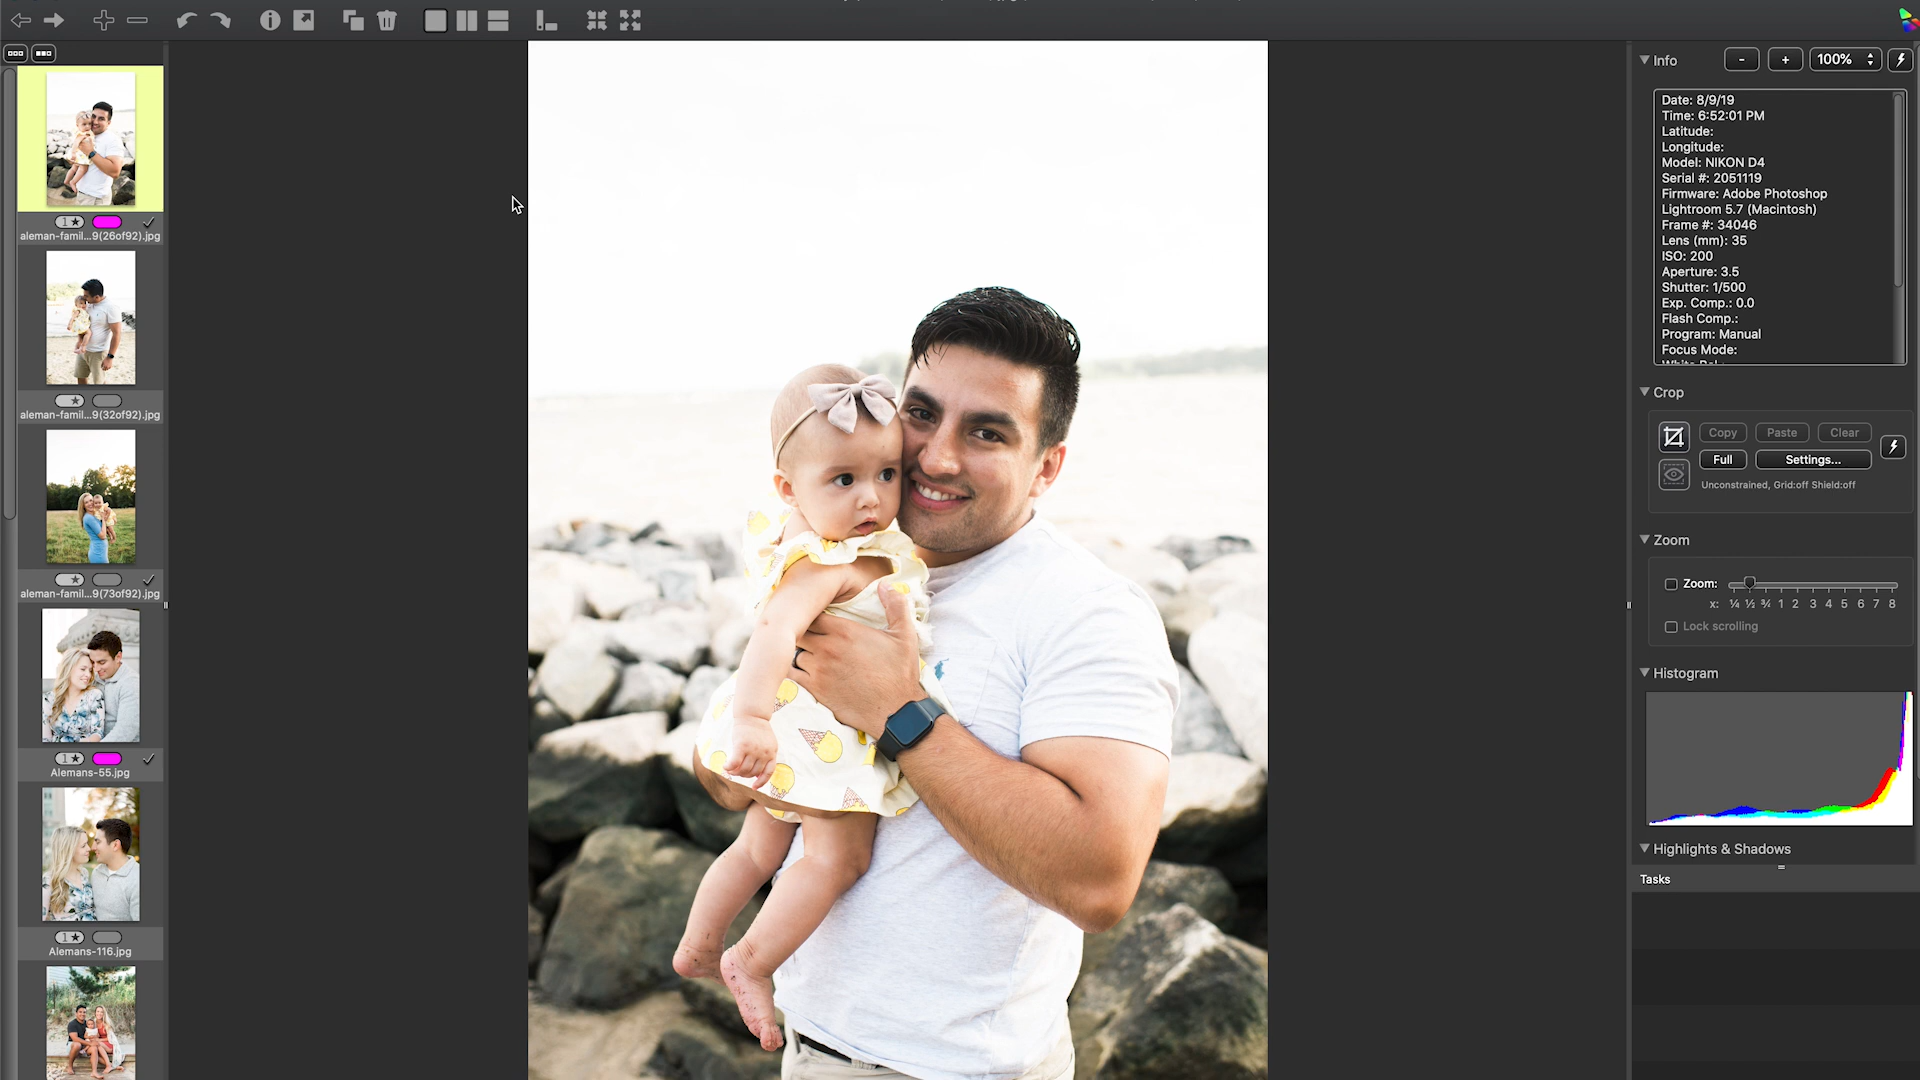 Info
-
+
100%
Date: 8/9/19
Time: 6:52:01 PM
Latitude:
Longitude:
Model: NIKON D4
Serial #: 2051119
Firmware: Adobe Photoshop
Lightroom 5.7 (Macintosh)
Frame #: 34046
Lens (mm): 35
ISO: 200
Aperture: 3.5
Shutter: 1/500
Exp. Comp.: 0.0
Flash Comp.:
Program: Manual
Focus Mode:
1★
aleman-famil...9(26of92).jpg
★
aleman-famil...9(32of92).jpg
★
aleman-famil...9(73of92).jpg
1★
Alemans-55.jpg
1★
Alemans-116.jpg
Crop
Copy
Paste
Clear
Full
Settings...
Unconstrained, Grid:off Shield:off
Zoom
Zoom:
x: ¼ ½ ¾ 1 2 3 4 5 6 7 8
Lock scrolling
Histogram
Highlights & Shadows
Tasks